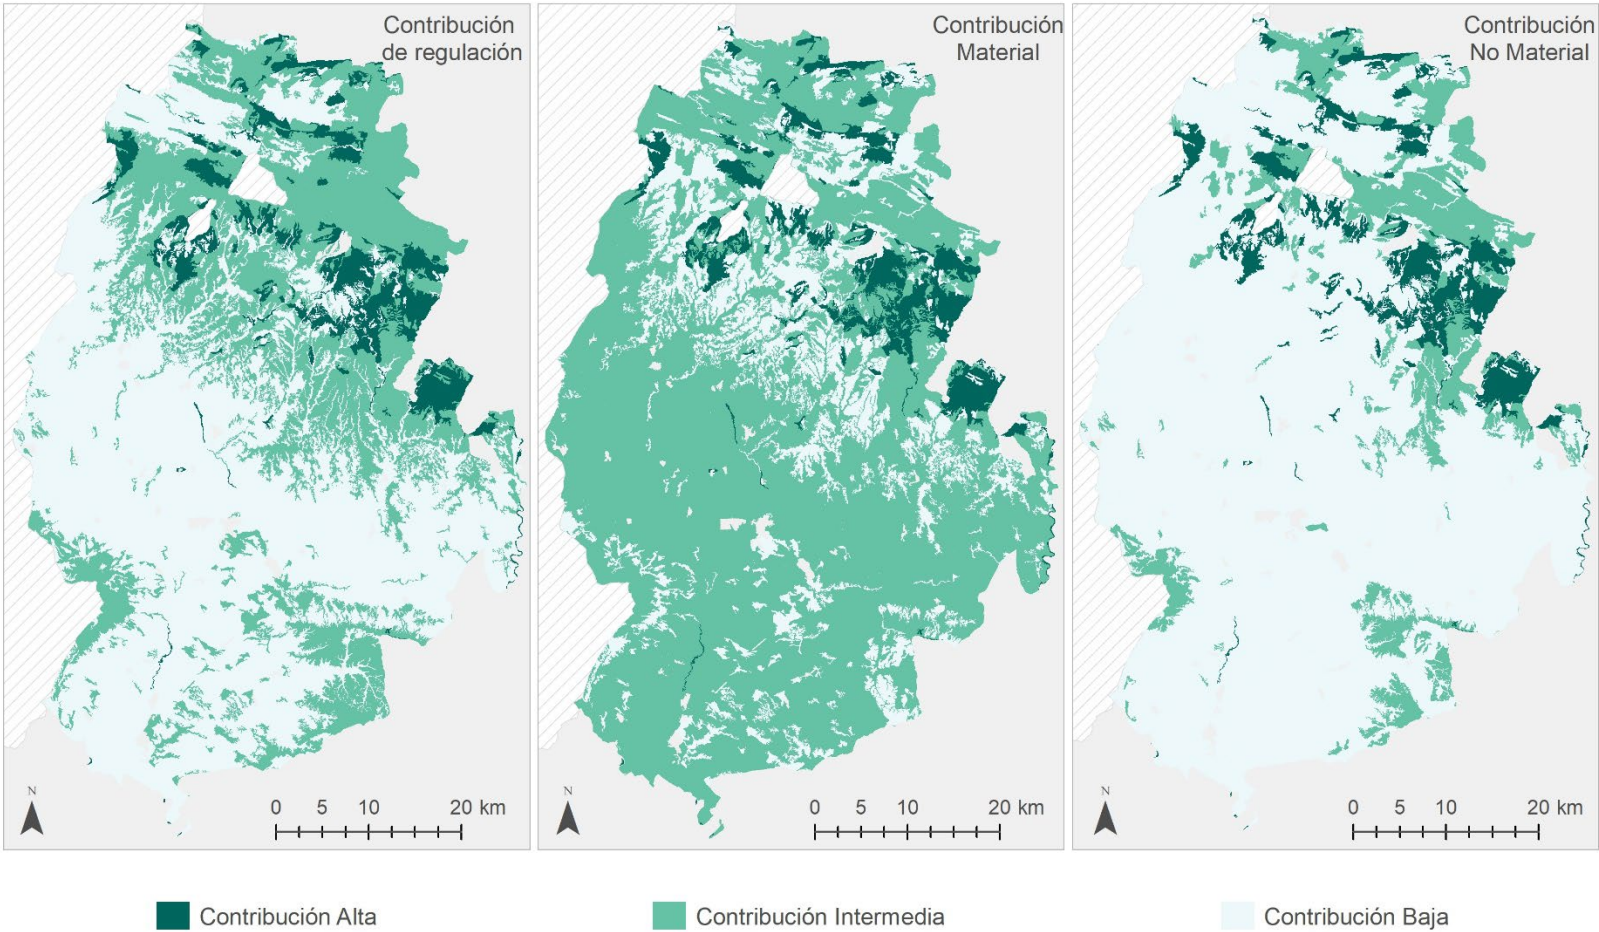 Contribución
de regulación
Contribución
Material
Contribución
No Material
N
0 5 10 20 km
N
0 5 10 20 km
N
0 5 10 20 km
Contribución Alta
Contribución Intermedia
Contribución Baja